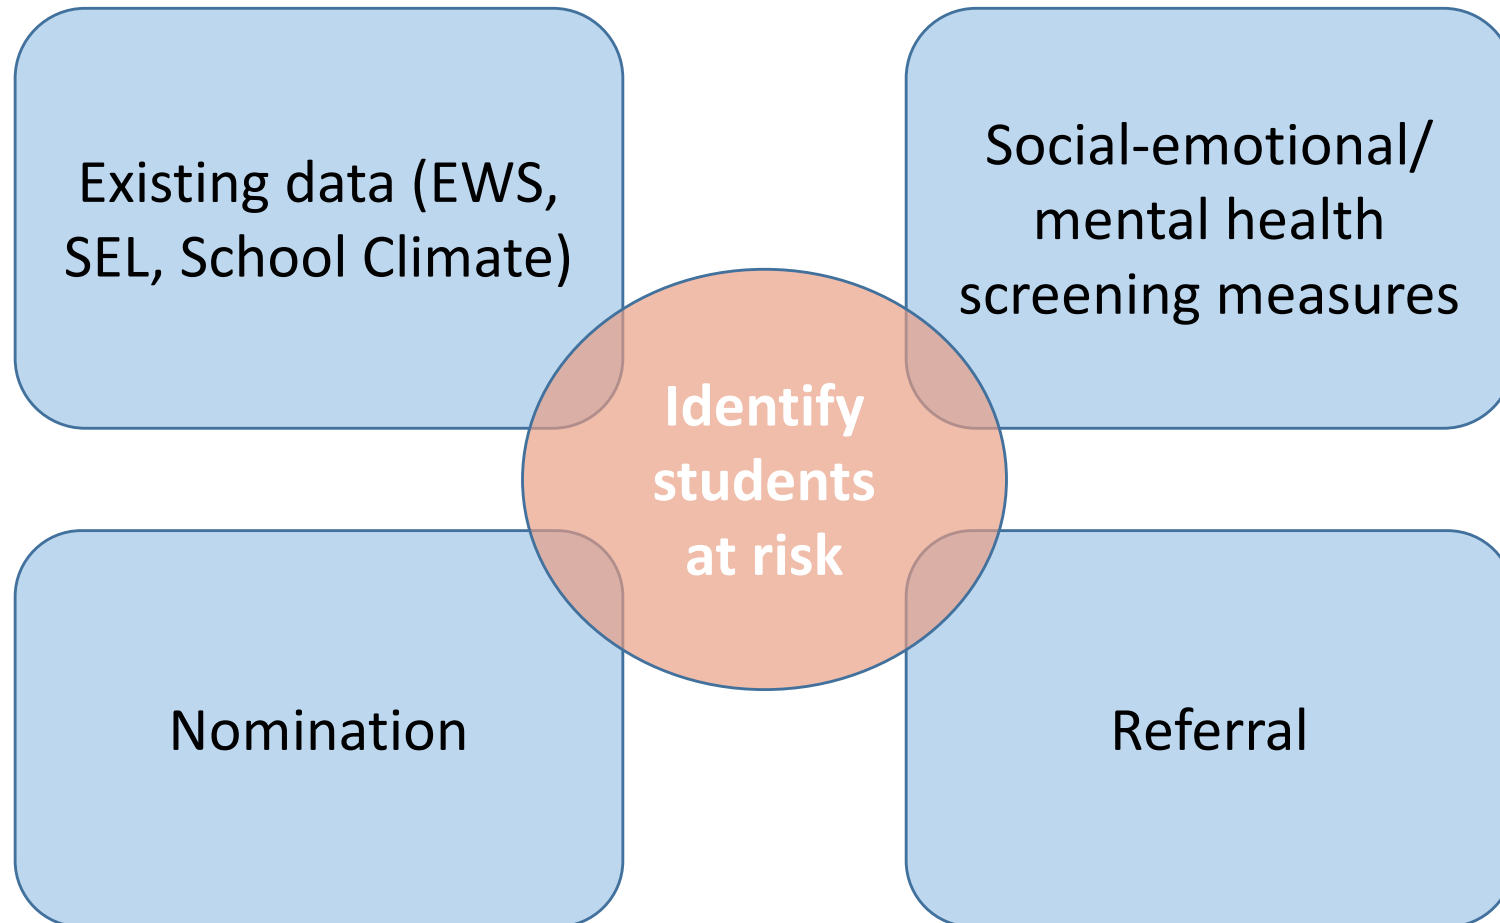 Existing data (EWS,
SEL, School Climate)
Social-emotional/
mental health
screening measures
Identify
students
at risk
Nomination
Referral